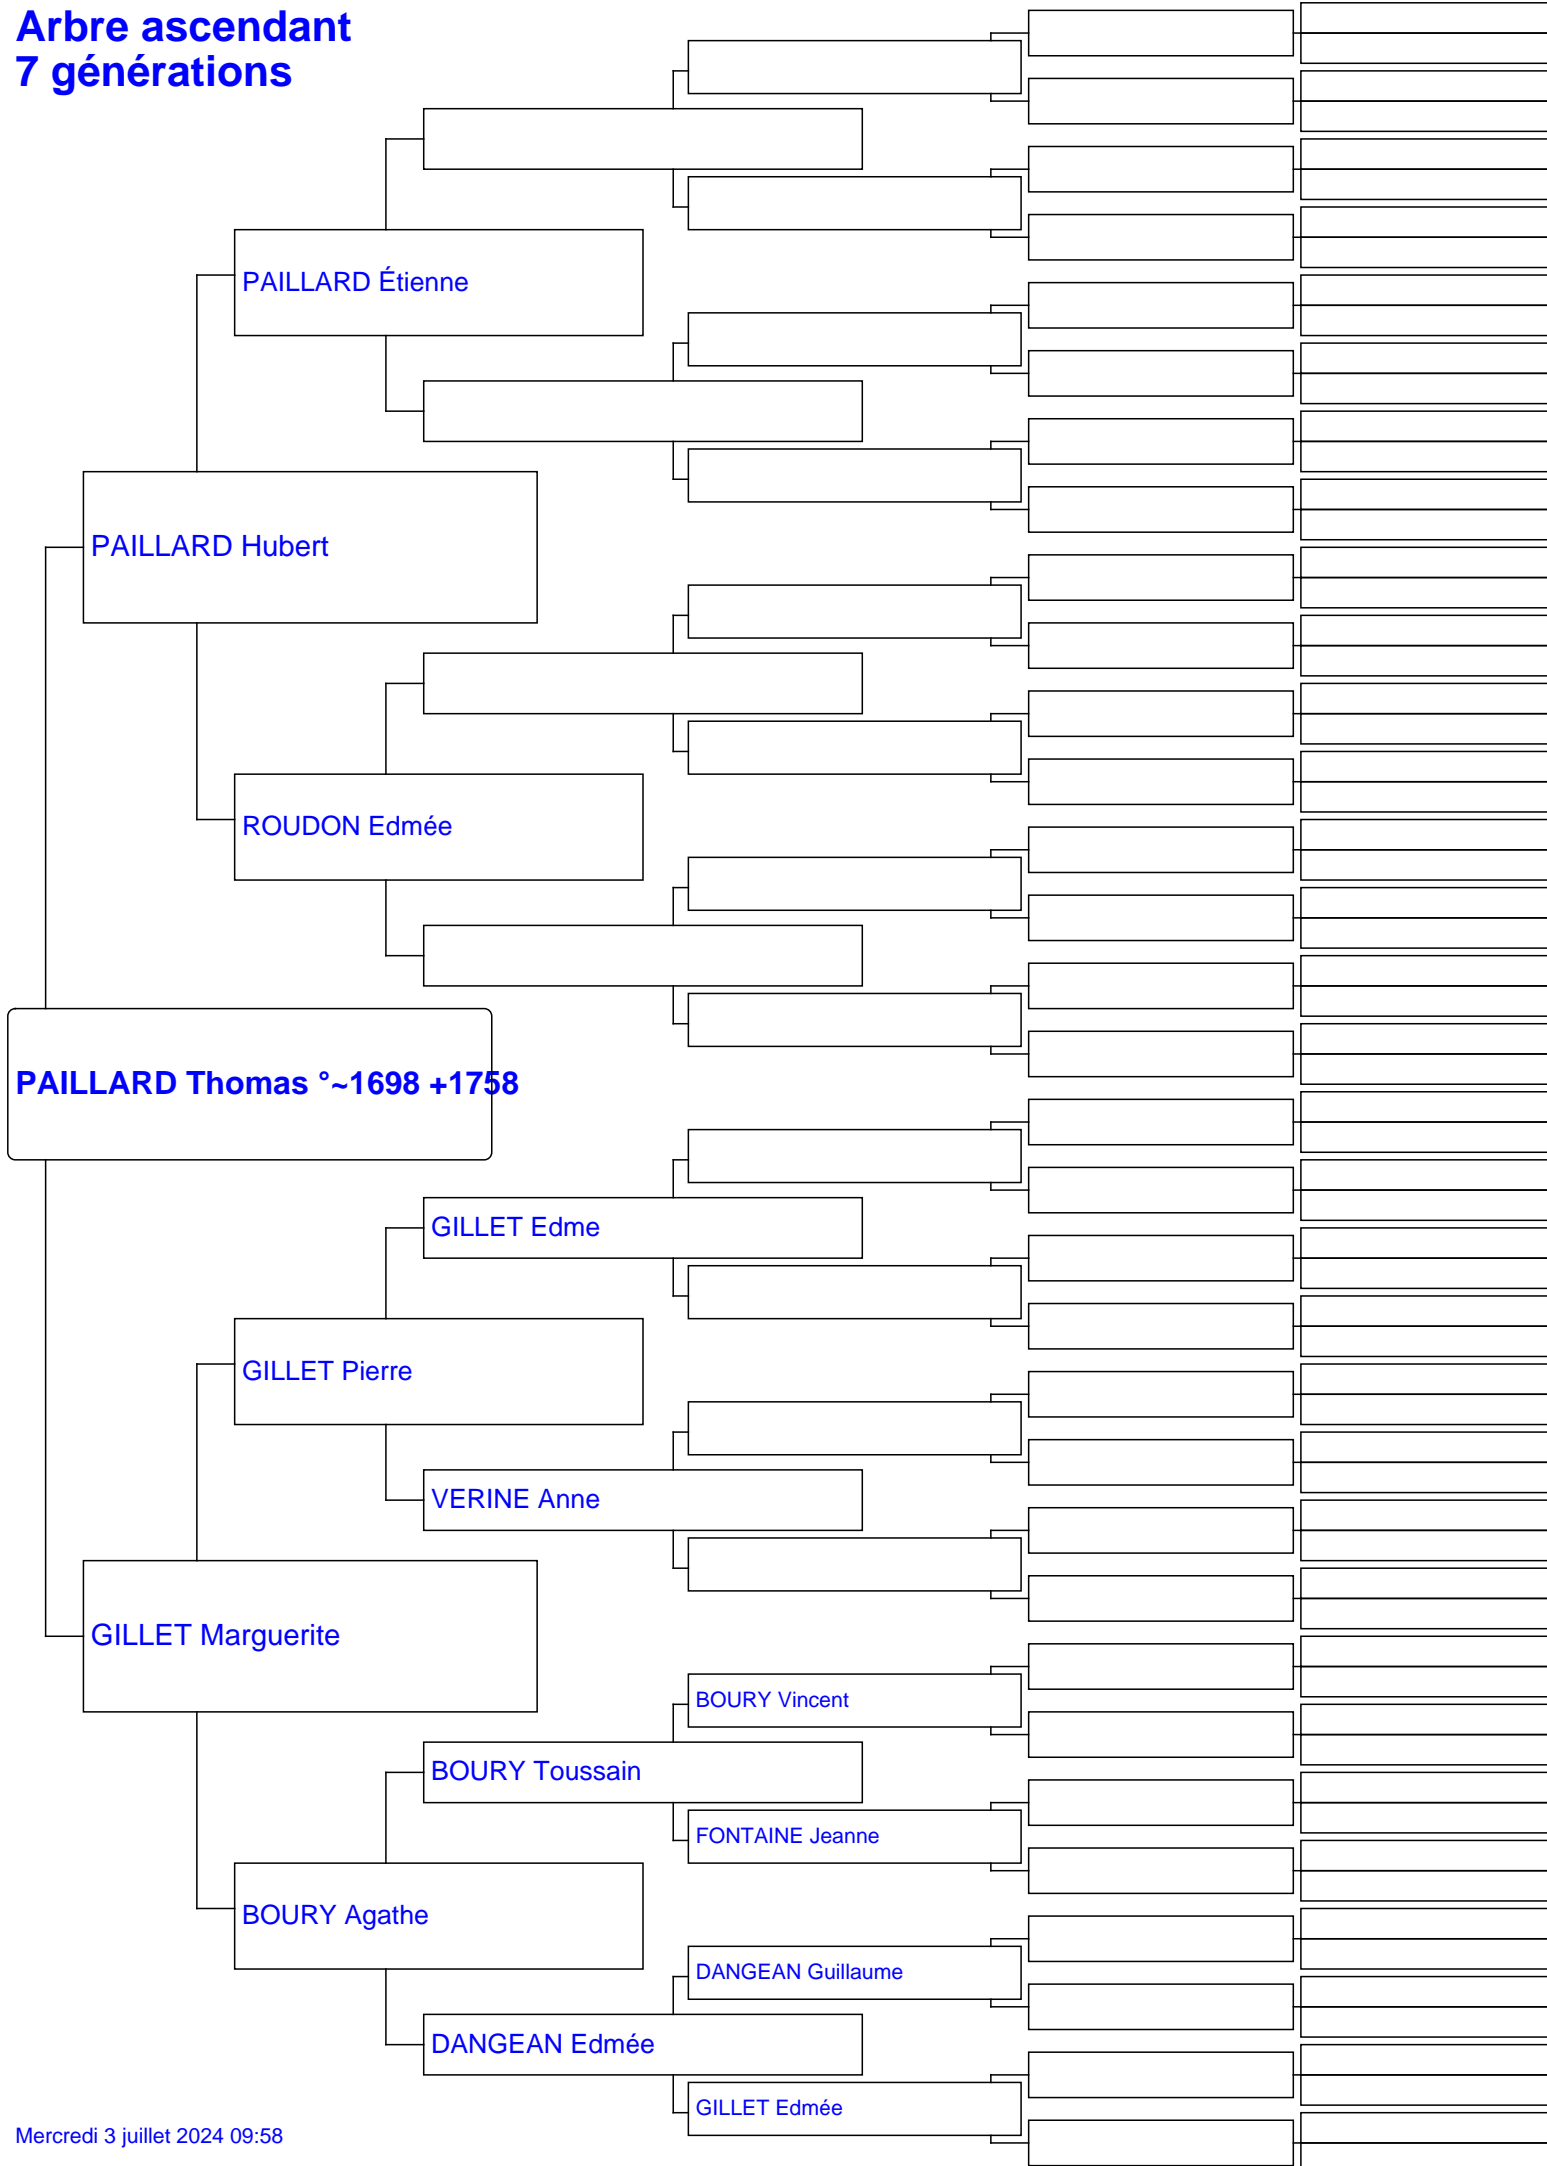 Arbre ascendant
7 générations
PAILLARD Étienne
PAILLARD Hubert
ROUDON Edmée
PAILLARD Thomas °~1698 +1758
GILLET Edme
GILLET Pierre
VERINE Anne
GILLET Marguerite
BOURY Vincent
BOURY Toussain
FONTAINE Jeanne
BOURY Agathe
DANGEAN Guillaume
DANGEAN Edmée
GILLET Edmée
Mercredi 3 juillet 2024 09:58